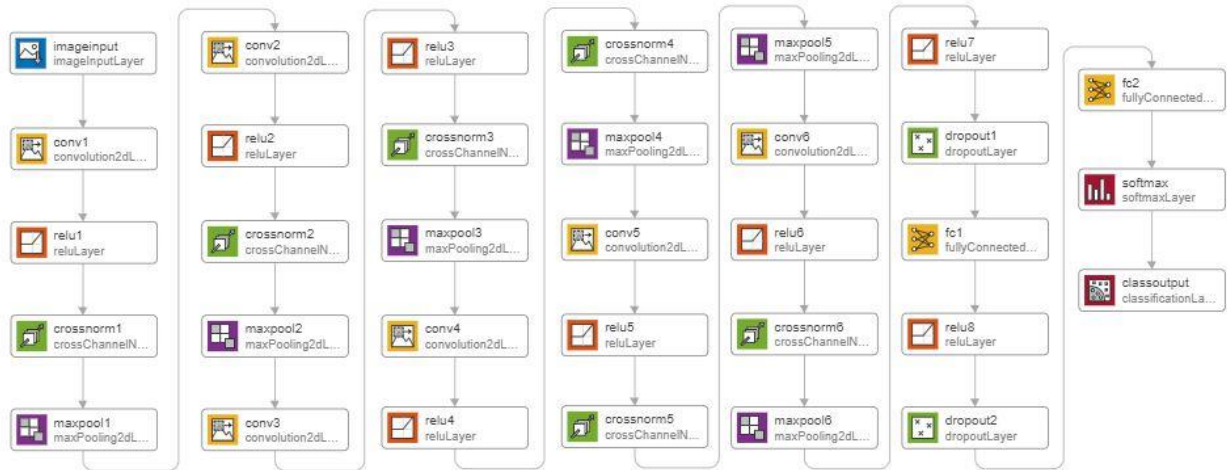 imageinput
imageInputLayer
conv1
convolution2dL...
relu1
reluLayer
crossnorm1
crossChannelN...
maxpool1
maxPooling2dL...
conv2
convolution2dL...
relu2
reluLayer
crossnorm2
crossChannelN...
maxpool2
maxPooling2dL...
conv3
convolution2dL...
relu3
reluLayer
crossnorm3
crossChannelN...
maxpool3
maxPooling2dL...
conv4
convolution2dL...
relu4
reluLayer
crossnorm4
crossChannelN...
maxpool4
maxPooling2dL...
conv5
convolution2dL...
relu5
reluLayer
crossnorm5
crossChannelN...
maxpool5
maxPooling2dL...
conv6
convolution2dL...
relu6
reluLayer
crossnorm6
crossChannelN...
maxpool6
maxPooling2dL...
relu7
reluLayer
dropout1
dropoutLayer
fc1
fullyConnected...
relu8
reluLayer
dropout2
dropoutLayer
fc2
fullyConnected...
softmax
softmaxLayer
classoutput
classificationLa...